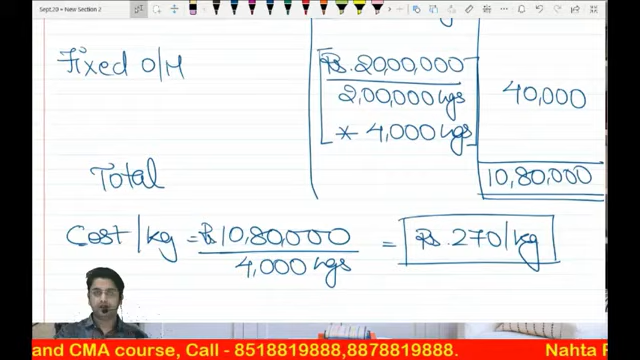 Sept.20 – New Section 2
kgs
Fixed O/H
Rs. 20,00,000
2,00,000 kgs
* 4,000 kgs
40,000
Total
10,80,000
Cost/kg = Rs 10,80,000
4,000 kgs
= Rs. 270/kg
and CMA course, Call - 8518819888,8878819888.
Nahta